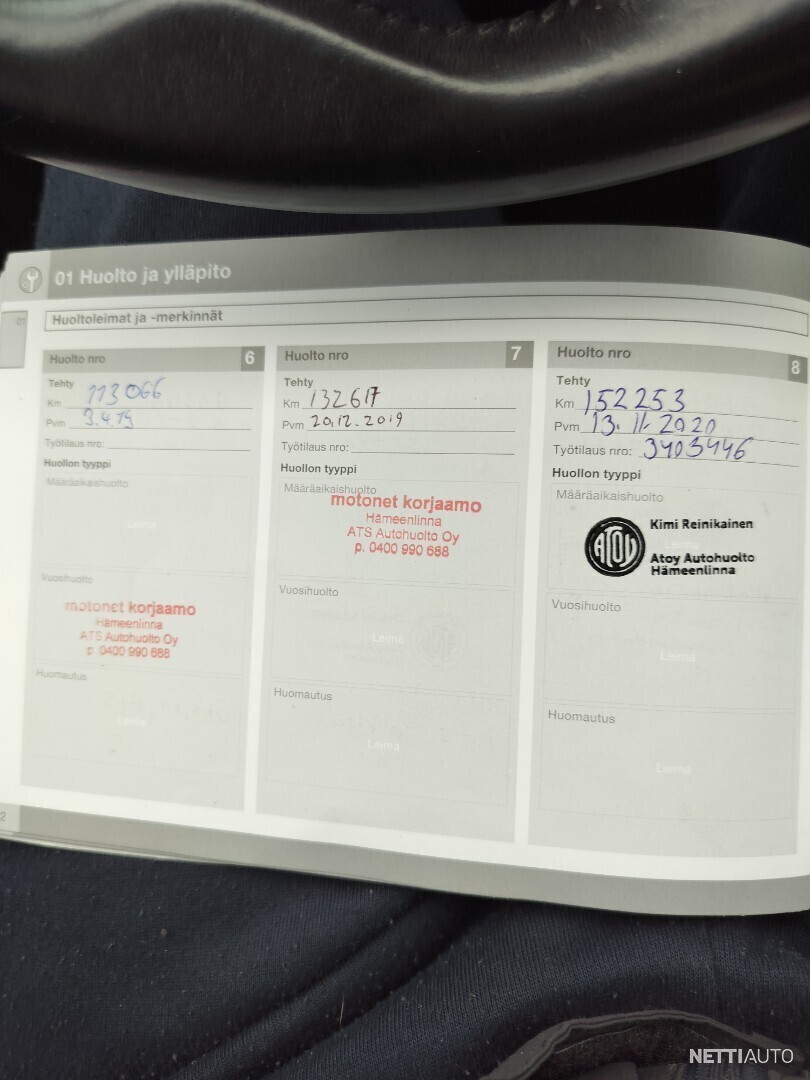 01 Huolto ja ylläpito
01
Huoltoleimat ja -merkinnät
Huolto nro 6
Tehty
Km 113066
Pvm 3.4.19
Työtilaus nro:
Huollon tyyppi
Määräaikaishuolto
Leima
Vuosihuolto
motonet korjaamo
Hämeenlinna
ATS Autohuolto Oy
p. 0400 990 688
Huomautus
Leima
Huolto nro 7
Tehty
Km 132617
Pvm 20.12.2019
Työtilaus nro:
Huollon tyyppi
Määräaikaishuolto
motonet korjaamo
Hämeenlinna
ATS Autohuolto Oy
p. 0400 990 688
Vuosihuolto
Leima
Huomautus
Leima
Huolto nro 8
Tehty
Km 152253
Pvm 13.11.2020
Työtilaus nro: 3403446
Huollon tyyppi
Määräaikaishuolto
ATOY
Kimi Reinikainen
Atoy Autohuolto
Hämeenlinna
Vuosihuolto
Leima
Huomautus
Leima
2
NETTIAUTO